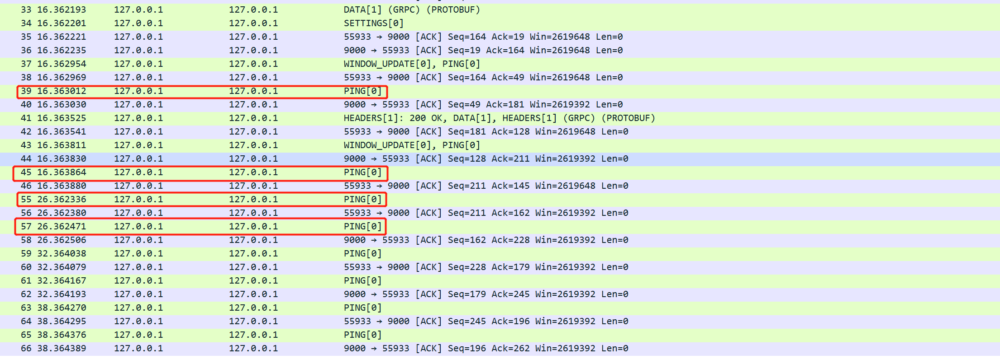 33 16.362193 127.0.0.1 127.0.0.1 DATA[1] (GRPC) (PROTOBUF)
34 16.362201 127.0.0.1 127.0.0.1 SETTINGS[0]
35 16.362221 127.0.0.1 127.0.0.1 55933 → 9000 [ACK] Seq=164 Ack=19 Win=2619648 Len=0
36 16.362235 127.0.0.1 127.0.0.1 9000 → 55933 [ACK] Seq=19 Ack=164 Win=2619648 Len=0
37 16.362954 127.0.0.1 127.0.0.1 WINDOW_UPDATE[0], PING[0]
38 16.362969 127.0.0.1 127.0.0.1 55933 → 9000 [ACK] Seq=164 Ack=49 Win=2619648 Len=0
39 16.363012 127.0.0.1 127.0.0.1 PING[0]
40 16.363030 127.0.0.1 127.0.0.1 9000 → 55933 [ACK] Seq=49 Ack=181 Win=2619392 Len=0
41 16.363525 127.0.0.1 127.0.0.1 HEADERS[1]: 200 OK, DATA[1], HEADERS[1] (GRPC) (PROTOBUF)
42 16.363541 127.0.0.1 127.0.0.1 55933 → 9000 [ACK] Seq=181 Ack=128 Win=2619648 Len=0
43 16.363811 127.0.0.1 127.0.0.1 WINDOW_UPDATE[0], PING[0]
44 16.363830 127.0.0.1 127.0.0.1 9000 → 55933 [ACK] Seq=128 Ack=211 Win=2619392 Len=0
45 16.363864 127.0.0.1 127.0.0.1 PING[0]
46 16.363880 127.0.0.1 127.0.0.1 55933 → 9000 [ACK] Seq=211 Ack=145 Win=2619648 Len=0
55 26.362336 127.0.0.1 127.0.0.1 PING[0]
56 26.362380 127.0.0.1 127.0.0.1 55933 → 9000 [ACK] Seq=211 Ack=162 Win=2619392 Len=0
57 26.362471 127.0.0.1 127.0.0.1 PING[0]
58 26.362506 127.0.0.1 127.0.0.1 9000 → 55933 [ACK] Seq=162 Ack=228 Win=2619392 Len=0
59 32.364038 127.0.0.1 127.0.0.1 PING[0]
60 32.364079 127.0.0.1 127.0.0.1 55933 → 9000 [ACK] Seq=228 Ack=179 Win=2619392 Len=0
61 32.364167 127.0.0.1 127.0.0.1 PING[0]
62 32.364193 127.0.0.1 127.0.0.1 9000 → 55933 [ACK] Seq=179 Ack=245 Win=2619392 Len=0
63 38.364270 127.0.0.1 127.0.0.1 PING[0]
64 38.364295 127.0.0.1 127.0.0.1 55933 → 9000 [ACK] Seq=245 Ack=196 Win=2619392 Len=0
65 38.364376 127.0.0.1 127.0.0.1 PING[0]
66 38.364389 127.0.0.1 127.0.0.1 9000 → 55933 [ACK] Seq=196 Ack=262 Win=2619392 Len=0